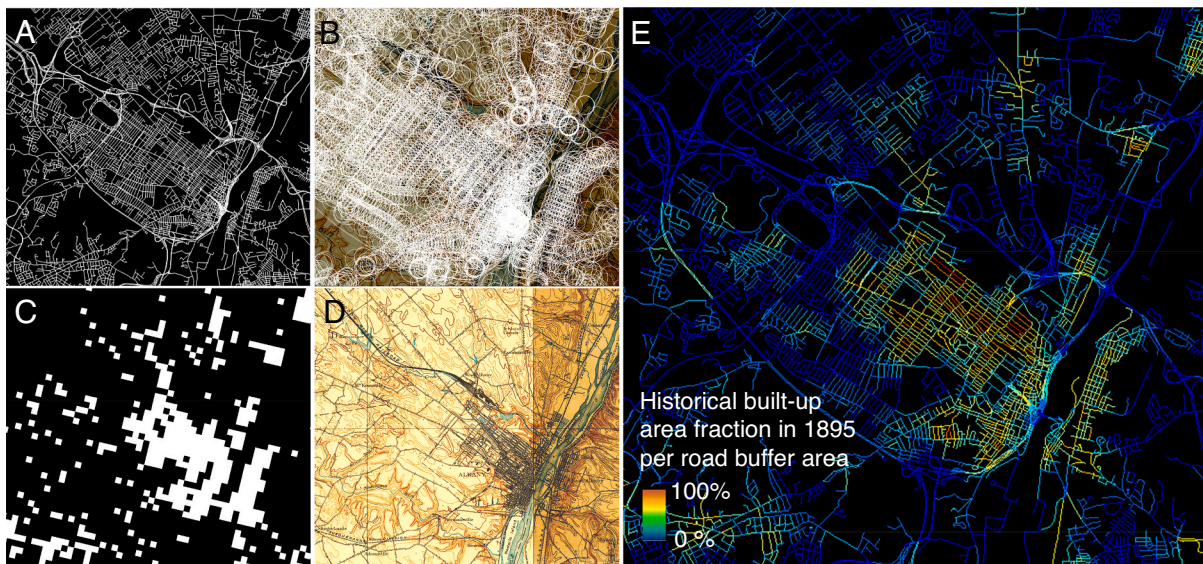 A
B
E
Historical built-up
area fraction in 1895
per road buffer area
100%
0 %
C
D